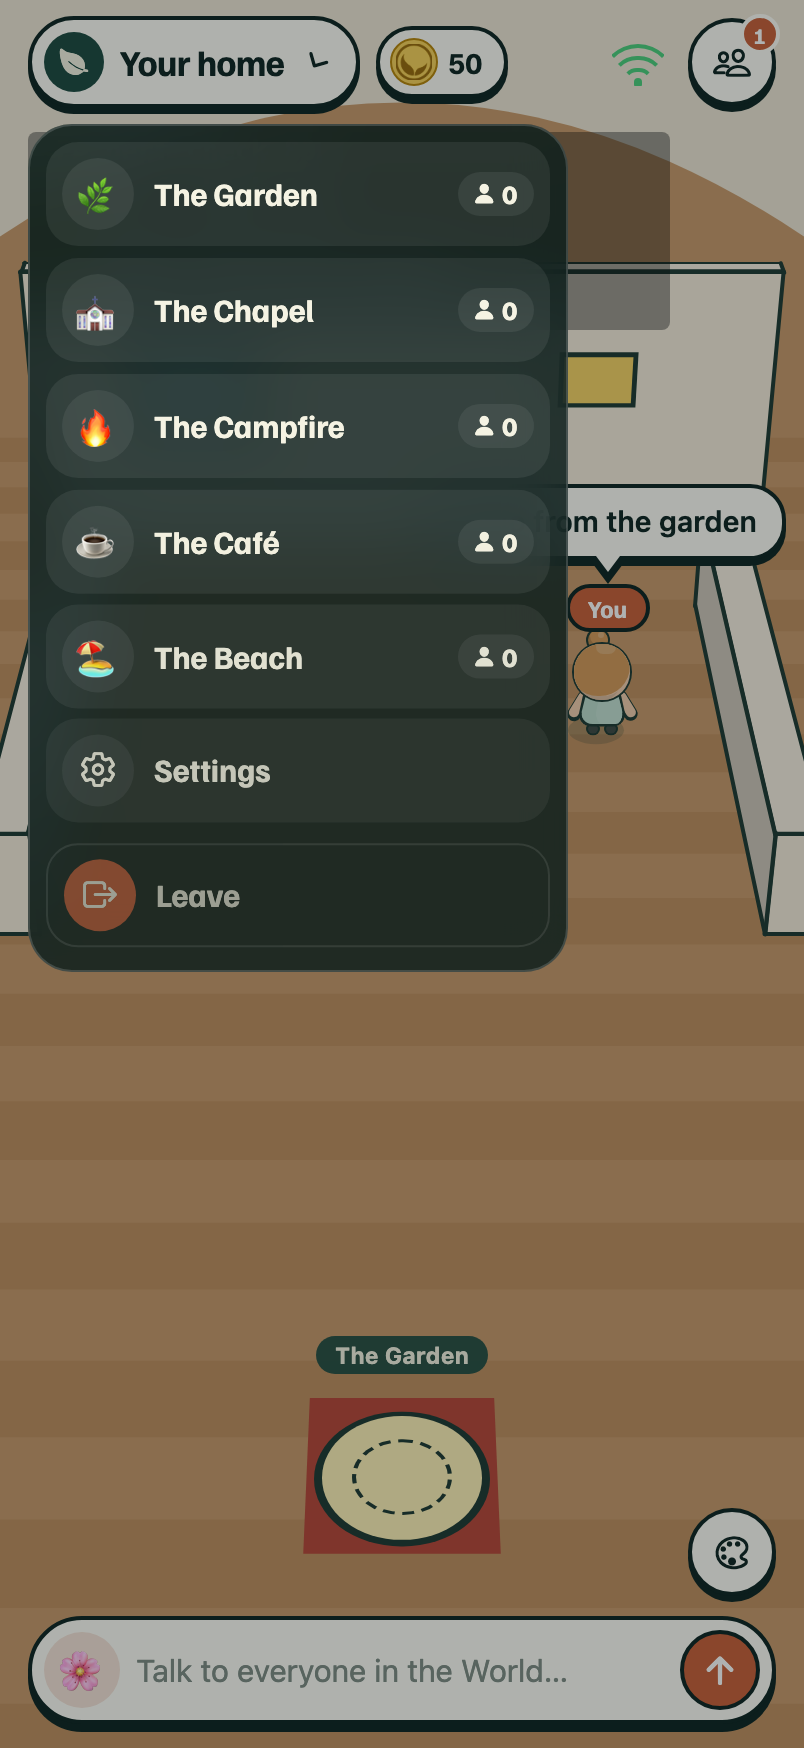 Your home
50
1
The Garden
0
The Chapel
0
The Campfire
0
The Café
0
The Beach
0
Settings
Leave
from the garden
You
The Garden
Talk to everyone in the World...